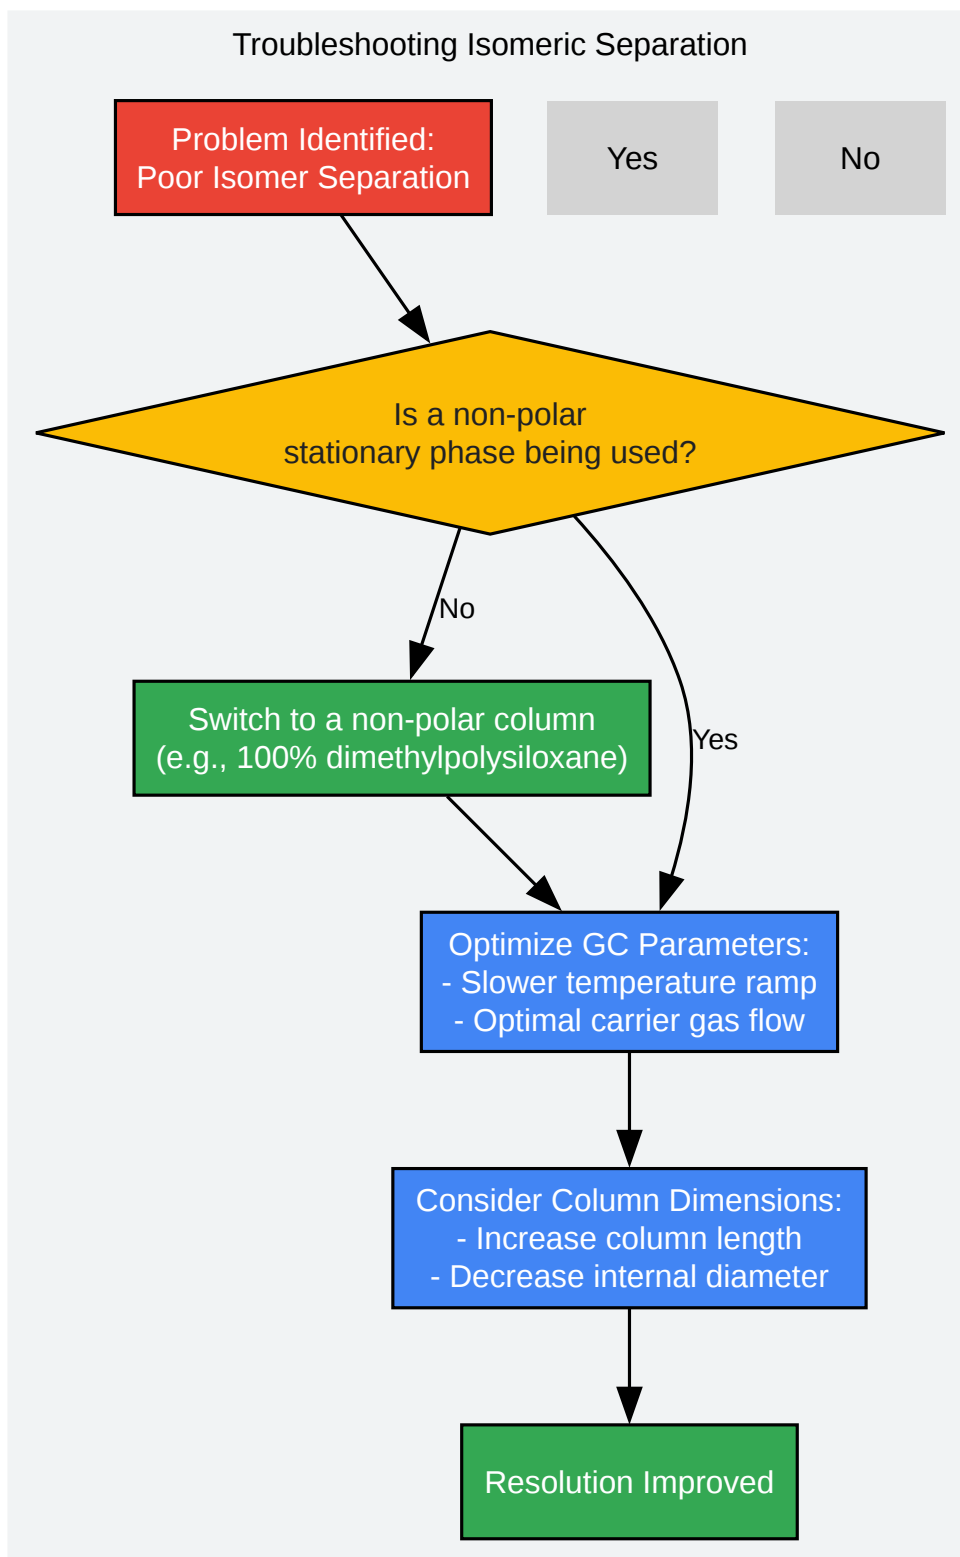 Troubleshooting Isomeric Separation
Problem Identified:
Poor Isomer Separation
Yes
No
Is a non-polar
stationary phase being used?
No
Switch to a non-polar column
(e.g., 100% dimethylpolysiloxane)
Yes
Optimize GC Parameters:
- Slower temperature ramp
- Optimal carrier gas flow
Consider Column Dimensions:
- Increase column length
- Decrease internal diameter
Resolution Improved